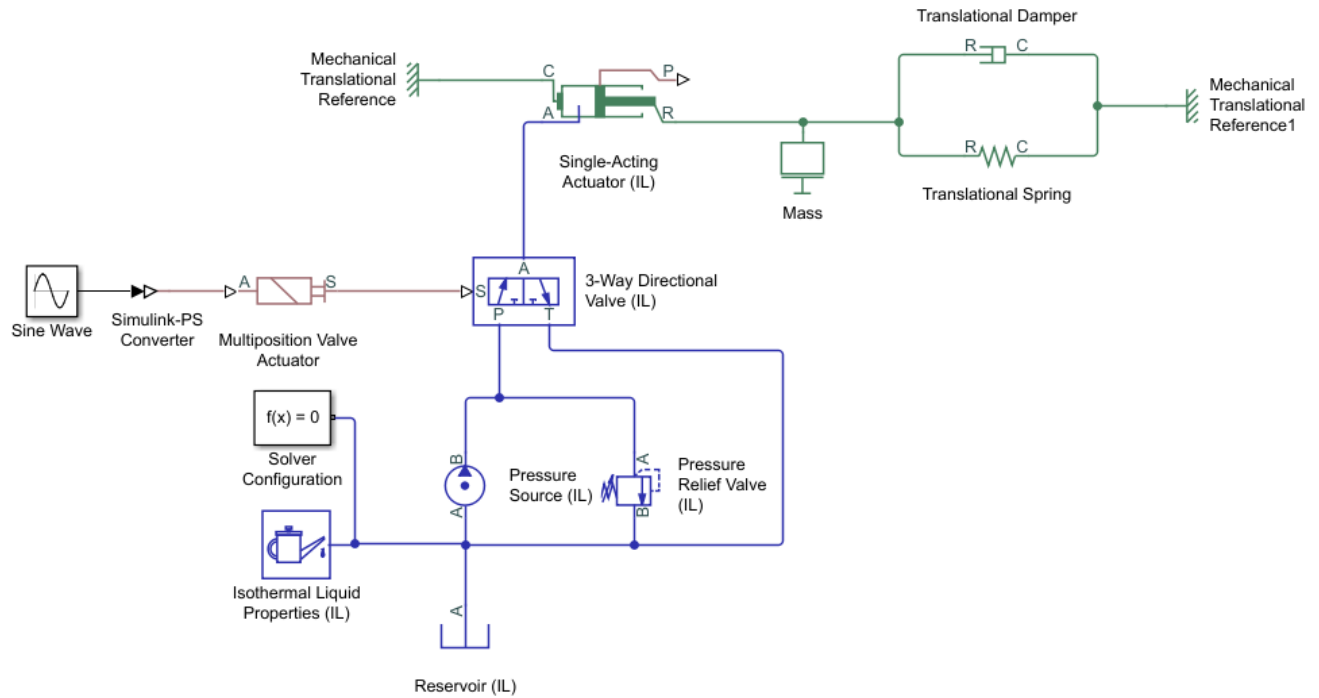 Translational Damper
R
C
Mechanical
Translational
Reference
C
P
A
R
Mechanical
Translational
Reference1
Single-Acting
Actuator (IL)
R
C
Translational Spring
Mass
A
S
S
A
P
T
3-Way Directional
Valve (IL)
Sine Wave
Simulink-PS
Converter
Multiposition Valve
Actuator
f(x) = 0
Solver
Configuration
B
A
Pressure
Source (IL)
A
B
Pressure
Relief Valve
(IL)
Isothermal Liquid
Properties (IL)
A
Reservoir (IL)